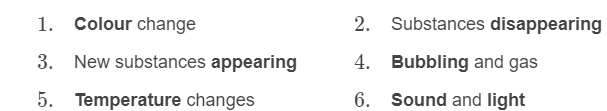 1. Colour change
2. Substances disappearing
3. New substances appearing
4. Bubbling and gas
5. Temperature changes
6. Sound and light